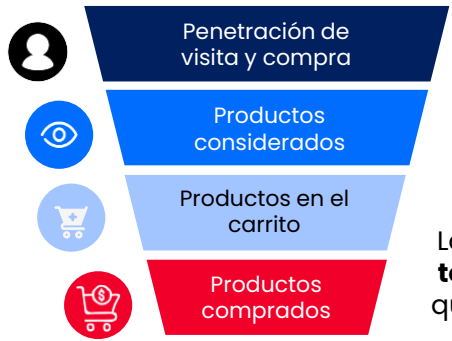 Penetración de
visita y compra
Productos
considerados
Productos en el
carrito
Productos
comprados